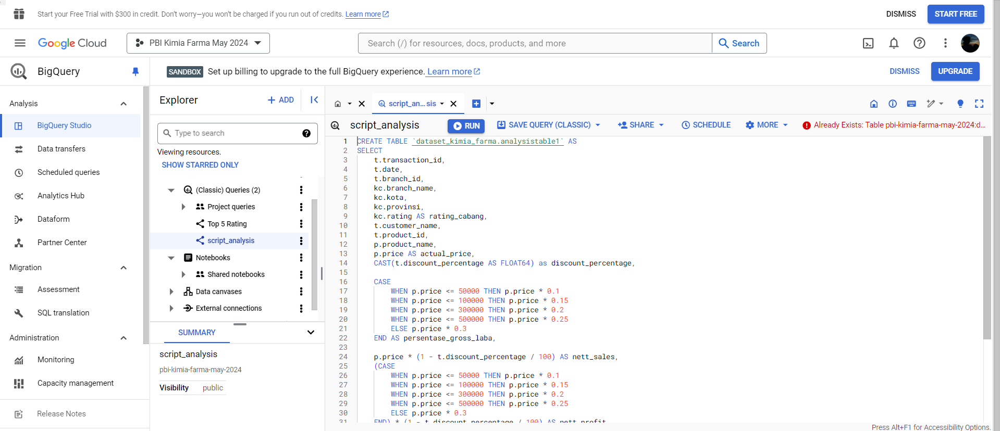 Start your Free Trial with $300 in credit. Don't worry—you won't be charged if you run out of credits. Learn more
DISMISS
START FREE
Google Cloud
PBI Kimia Farma May 2024
Search (/) for resources, docs, products, and more
Search
BigQuery
SANDBOX
Set up billing to upgrade to the full BigQuery experience. Learn more
DISMISS
UPGRADE
Analysis
BigQuery Studio
Data transfers
Scheduled queries
Analytics Hub
Dataform
Partner Center
Migration
Assessment
SQL translation
Administration
Monitoring
Capacity management
Release Notes
Explorer
ADD
Type to search
Viewing resources.
SHOW STARRED ONLY
(Classic) Queries (2)
Project queries
Top 5 Rating
script_analysis
Notebooks
Shared notebooks
Data canvases
External connections
SUMMARY
script_analysis
pbi-kimia-farma-may-2024
Visibility public
script_an... sis
script_analysis
RUN
SAVE QUERY (CLASSIC)
SHARE
SCHEDULE
MORE
Already Exists: Table pbi-kimia-farma-may-2024:d...
1 CREATE TABLE `dataset_kimia_farma.analysistable1` AS
2 SELECT
3 t.transaction_id,
4 t.date,
5 t.branch_id,
6 kc.branch_name,
7 kc.kota,
8 kc.provinsi,
9 kc.rating AS rating_cabang,
10 t.customer_name,
11 t.product_id,
12 p.product_name,
13 p.price AS actual_price,
14 CAST(t.discount_percentage AS FLOAT64) as discount_percentage,
15
16 CASE
17 WHEN p.price <= 50000 THEN p.price * 0.1
18 WHEN p.price <= 100000 THEN p.price * 0.15
19 WHEN p.price <= 300000 THEN p.price * 0.2
20 WHEN p.price <= 500000 THEN p.price * 0.25
21 ELSE p.price * 0.3
22 END AS persentase_gross_laba,
23
24 p.price * (1 - t.discount_percentage / 100) AS nett_sales,
25 (CASE
26 WHEN p.price <= 50000 THEN p.price * 0.1
27 WHEN p.price <= 100000 THEN p.price * 0.15
28 WHEN p.price <= 300000 THEN p.price * 0.2
29 WHEN p.price <= 500000 THEN p.price * 0.25
30 ELSE p.price * 0.3
31 END) * (1 - t.discount_percentage / 100) AS nett_profit
Press Alt+F1 for Accessibility Options.